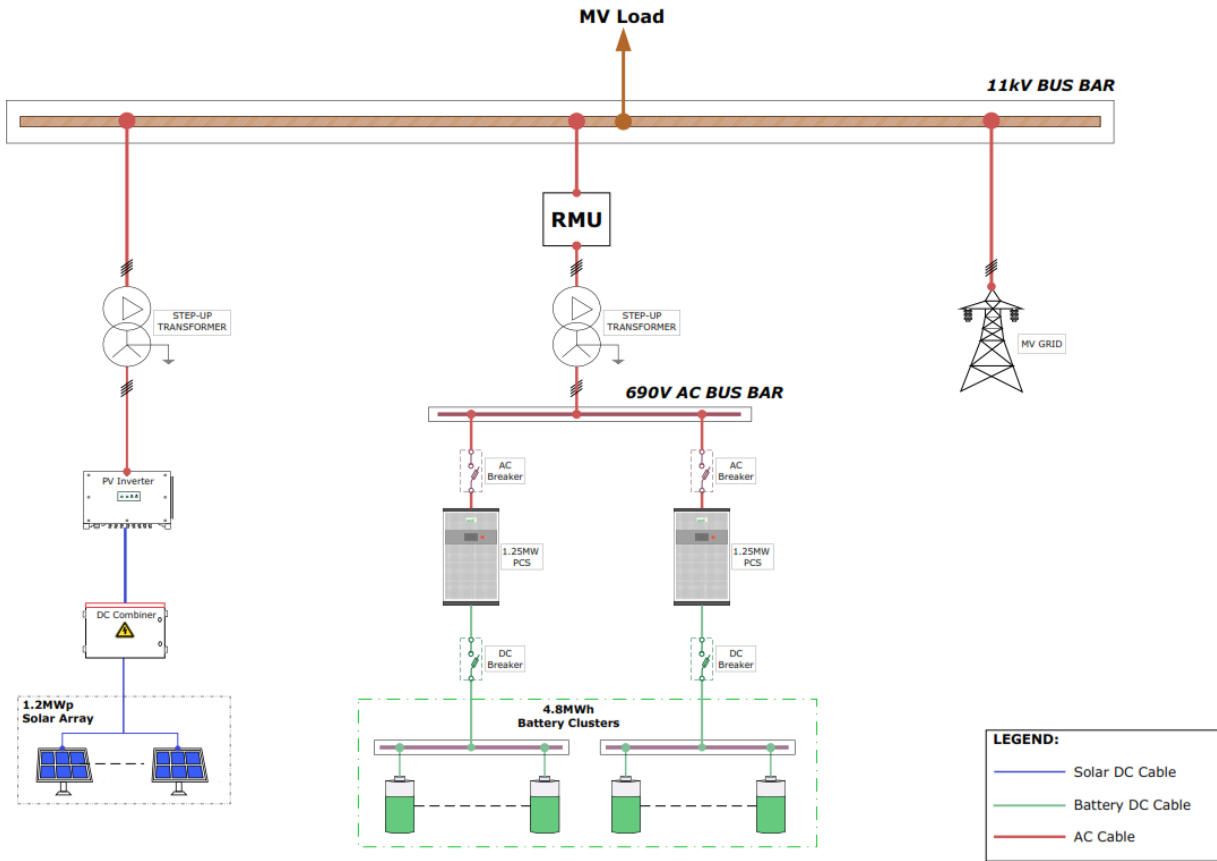 MV Load
11kV BUS BAR
RMU
STEP-UP
TRANSFORMER
STEP-UP
TRANSFORMER
MV GRID
690V AC BUS BAR
AC
Breaker
AC
Breaker
PV Inverter
1.25MW
PCS
1.25MW
PCS
DC Combiner
DC
Breaker
DC
Breaker
1.2MWp
Solar Array
4.8MWh
Battery Clusters
LEGEND:
Solar DC Cable
Battery DC Cable
AC Cable